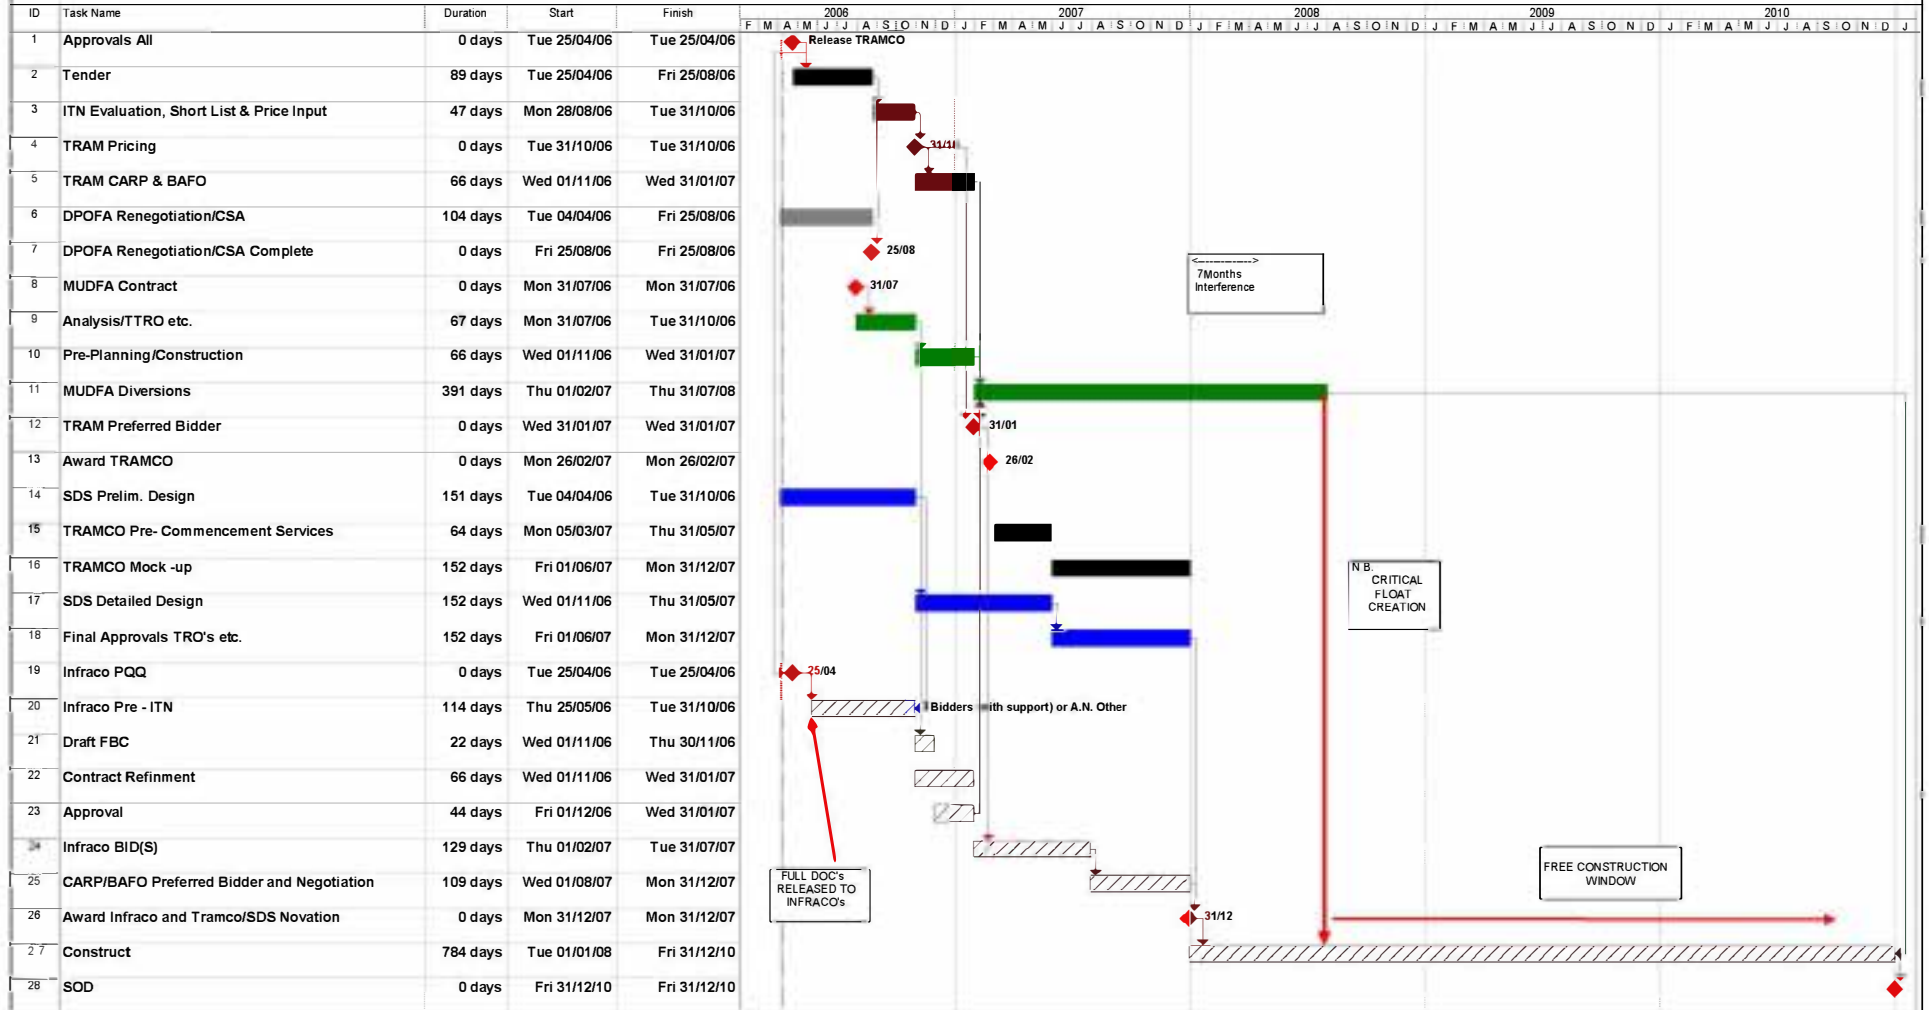 ID Task Name Duration Start Finish 2006 2007 2008 2009 2010
F M A M J J A S O N D J F M A M J J A S O N D J F M A M J J A S O N D J F M A M J J A S O N D J F M A M J J A S O N D J
1 Approvals All 0 days Tue 25/04/06 Tue 25/04/06 Release TRAMCO
2 Tender 89 days Tue 25/04/06 Fri 25/08/06
3 ITN Evaluation, Short List & Price Input 47 days Mon 28/08/06 Tue 31/10/06
4 TRAM Pricing 0 days Tue 31/10/06 Tue 31/10/06
5 TRAM CARP & BAFO 66 days Wed 01/11/06 Wed 31/01/07
6 DPOFA Renegotiation/CSA 104 days Tue 04/04/06 Fri 25/08/06
7 DPOFA Renegotiation/CSA Complete 0 days Fri 25/08/06 Fri 25/08/06 25/08
8 MUDFA Contract 0 days Mon 31/07/06 Mon 31/07/06 31/07
<-------------->
7Months
Interference
9 Analysis/TTRO etc. 67 days Mon 31/07/06 Tue 31/10/06
10 Pre-Planning/Construction 66 days Wed 01/11/06 Wed 31/01/07
11 MUDFA Diversions 391 days Thu 01/02/07 Thu 31/07/08
12 TRAM Preferred Bidder 0 days Wed 31/01/07 Wed 31/01/07 31/01
13 Award TRAMCO 0 days Mon 26/02/07 Mon 26/02/07 26/02
14 SDS Prelim. Design 151 days Tue 04/04/06 Tue 31/10/06
15 TRAMCO Pre- Commencement Services 64 days Mon 05/03/07 Thu 31/05/07
16 TRAMCO Mock -up 152 days Fri 01/06/07 Mon 31/12/07
N B.
CRITICAL
FLOAT
CREATION
17 SDS Detailed Design 152 days Wed 01/11/06 Thu 31/05/07
18 Final Approvals TRO's etc. 152 days Fri 01/06/07 Mon 31/12/07
19 Infraco PQQ 0 days Tue 25/04/06 Tue 25/04/06 25/04
20 Infraco Pre - ITN 114 days Thu 25/05/06 Tue 31/10/06 Bidders support) or A.N. Other
21 Draft FBC 22 days Wed 01/11/06 Thu 30/11/06
22 Contract Refinment 66 days Wed 01/11/06 Wed 31/01/07
23 Approval 44 days Fri 01/12/06 Wed 31/01/07
24 Infraco BID(S) 129 days Thu 01/02/07 Tue 31/07/07
25 CARP/BAFO Preferred Bidder and Negotiation 109 days Wed 01/08/07 Mon 31/12/07
FULL DOC's
RELEASED TO
INFRACO's
FREE CONSTRUCTION
WINDOW
26 Award Infraco and Tramco/SDS Novation 0 days Mon 31/12/07 Mon 31/12/07 31/12
2 7 Construct 784 days Tue 01/01/08 Fri 31/12/10
28 SOD 0 days Fri 31/12/10 Fri 31/12/10